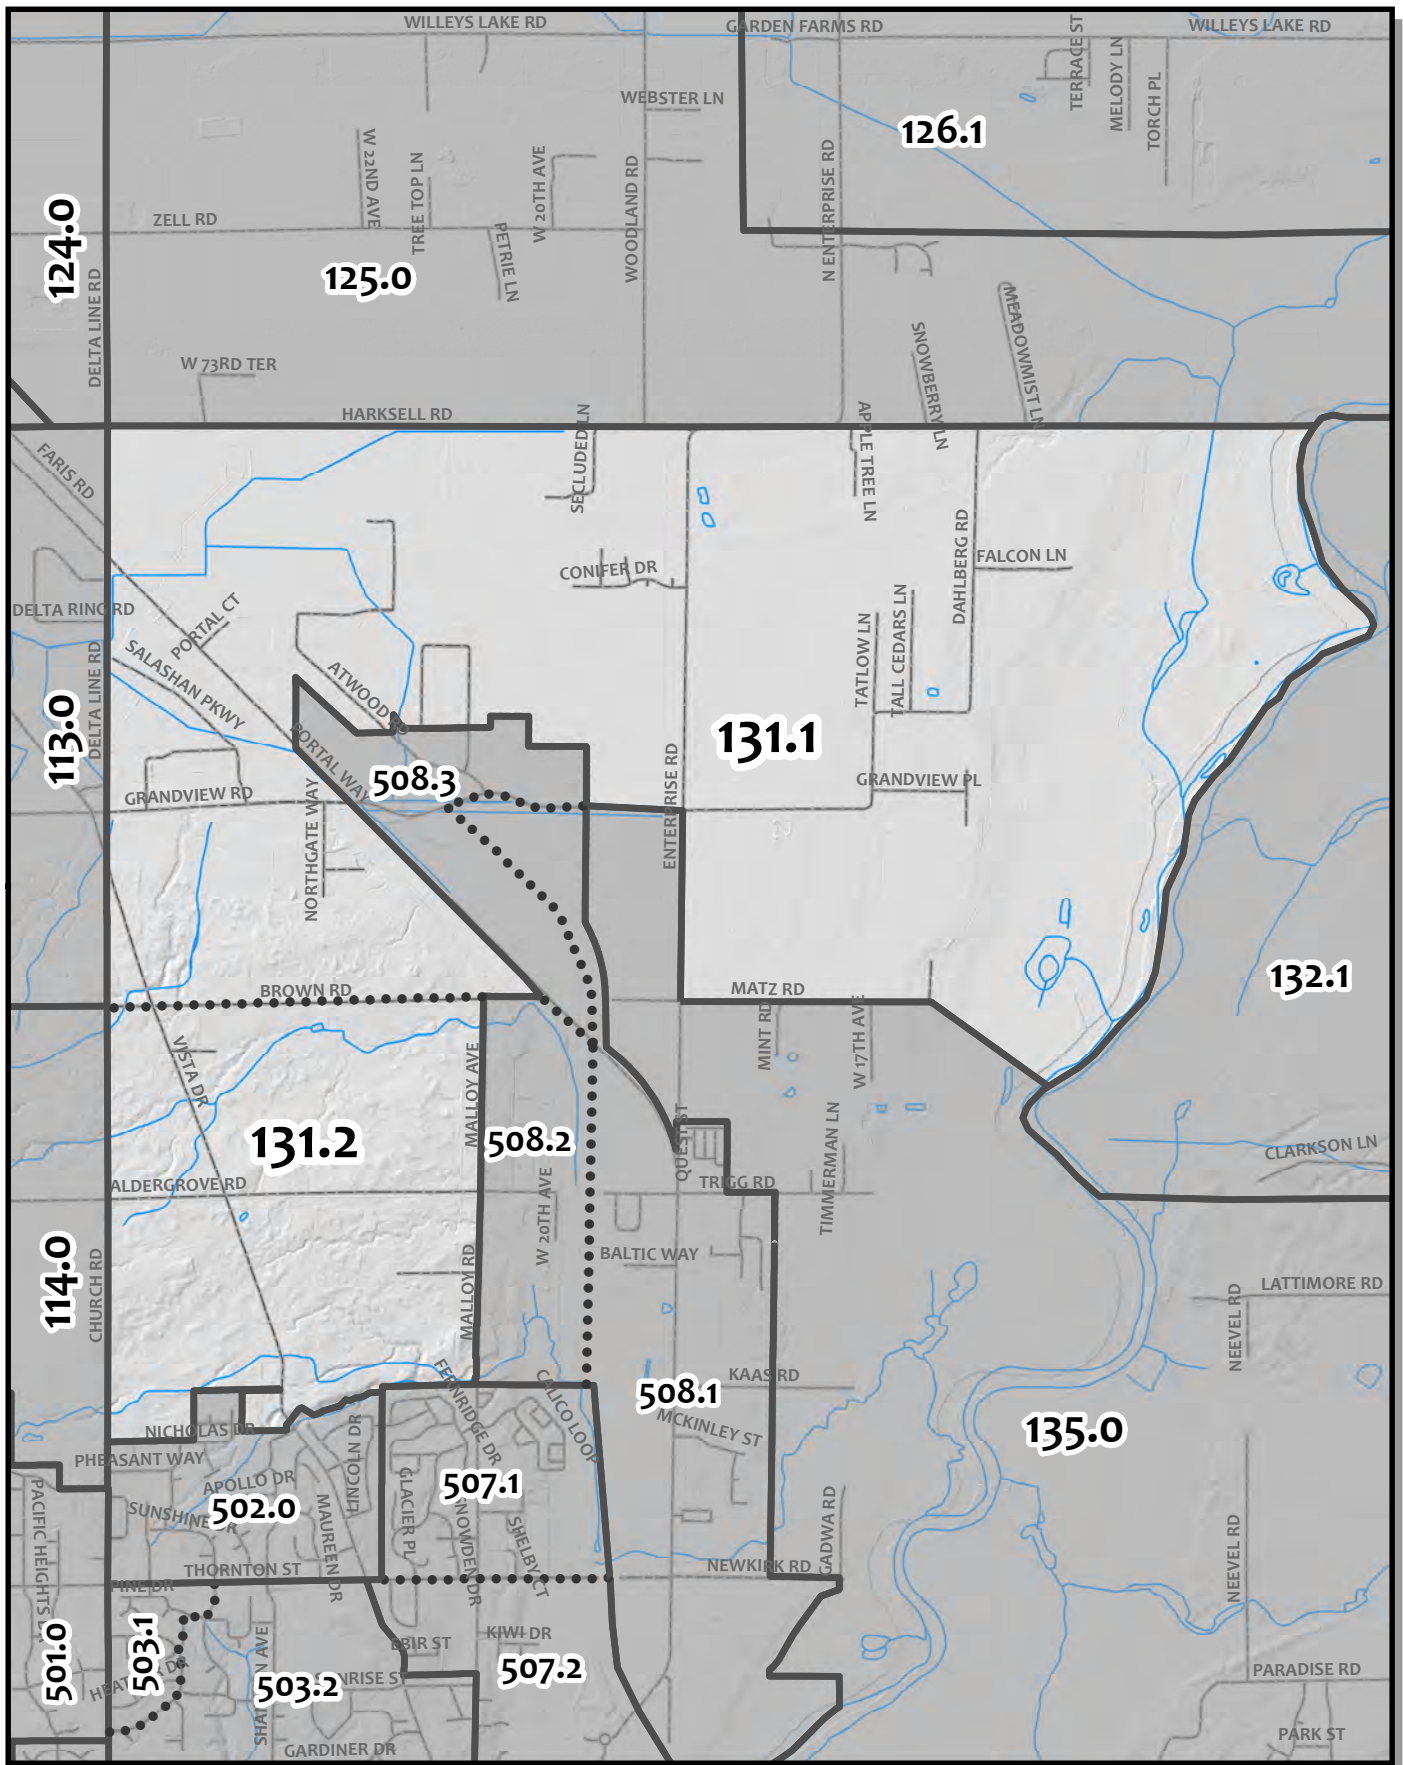 WILLEYS LAKE RD
GARDEN FARMS RD
WILLEYS LAKE RD
TERRACE ST
MELODY LN
TORCH PL
WEBSTER LN
126.1
W 22ND AVE
TREE TOP LN
W 20TH AVE
WOODLAND RD
N ENTERPRISE RD
124.0
ZELL RD
PETRIE LN
125.0
DELTA LINE RD
MEADOWMIST LN
SNOWBERRY LN
W 73RD TER
HARKSELL RD
SECLUDED LN
APPLE TREE LN
FARIS RD
DAHLBERG RD
FALCON LN
CONIFER DR
DELTA RING RD
PORTAL CT
TATLOW LN
TALL CEDARS LN
SALASHAN PKWY
DELTA LINE RD
ATWOOD RD
113.0
131.1
PORTAL WAY
508.3
ENTERPRISE RD
GRANDVIEW PL
GRANDVIEW RD
NORTHGATE WAY
132.1
BROWN RD
MATZ RD
MINT RD
W 17TH AVE
VISTA DR
MALLOY AVE
131.2
508.2
QUEST ST
TIMMERMAN LN
CLARKSON LN
ALDERGROVE RD
TRIGG RD
W 20TH AVE
114.0
CHURCH RD
MALLOY RD
BALTIC WAY
LATTIMORE RD
NEEVEL RD
FERNRIDGE DR
CALICO LOOP
KAAS RD
508.1
MCKINLEY ST
135.0
NICHOLAS DR
LINCOLN DR
PHEASANT WAY
APOLLO DR
507.1
GLACIER PL
SNOWDEN DR
SHELBY CT
PACIFIC HEIGHTS
SUNSHINE DR
502.0
MAUREEN DR
GADWA RD
NEEVEL RD
THORNTON ST
NEWKIRK RD
PINE DR
501.0
503.1
KIWI DR
507.2
503.2
SUNRISE ST
PARADISE RD
GARDINER DR
PARK ST